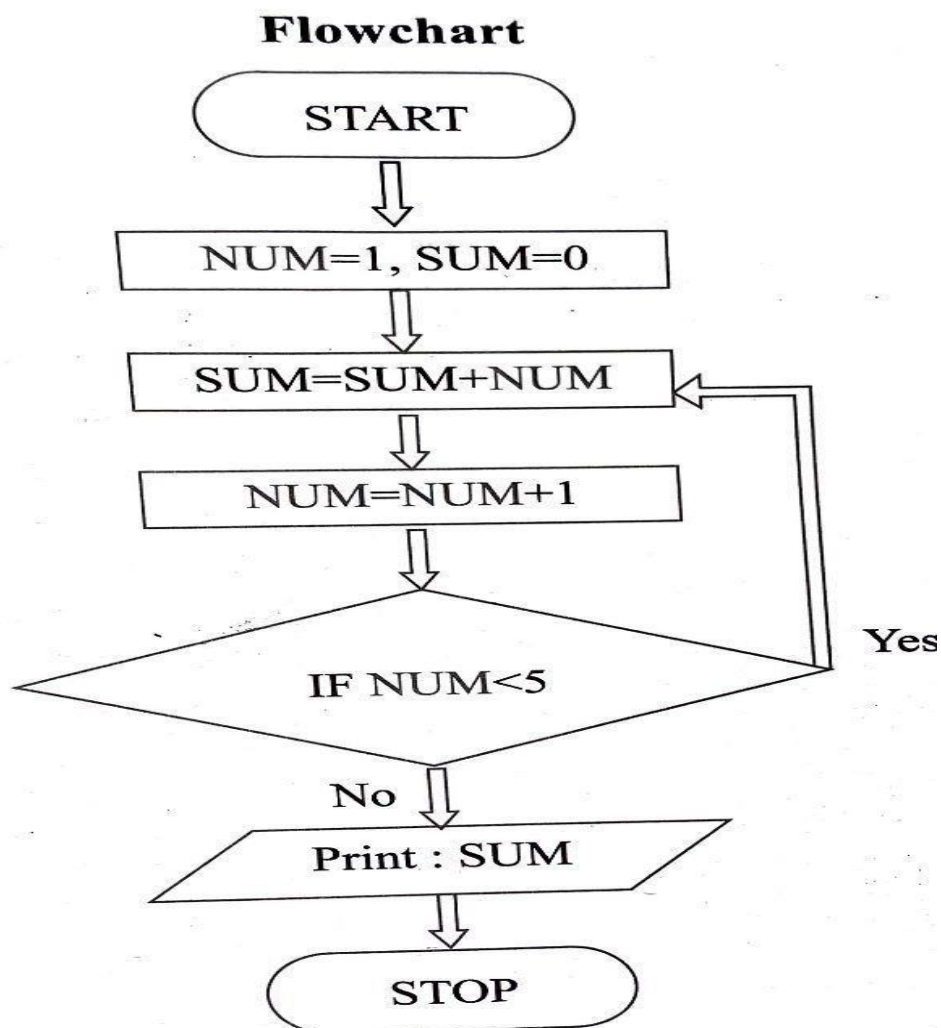 Flowchart
START
NUM=1, SUM=0
SUM=SUM+NUM
NUM=NUM+1
IF NUM<5
Yes
No
Print : SUM
STOP